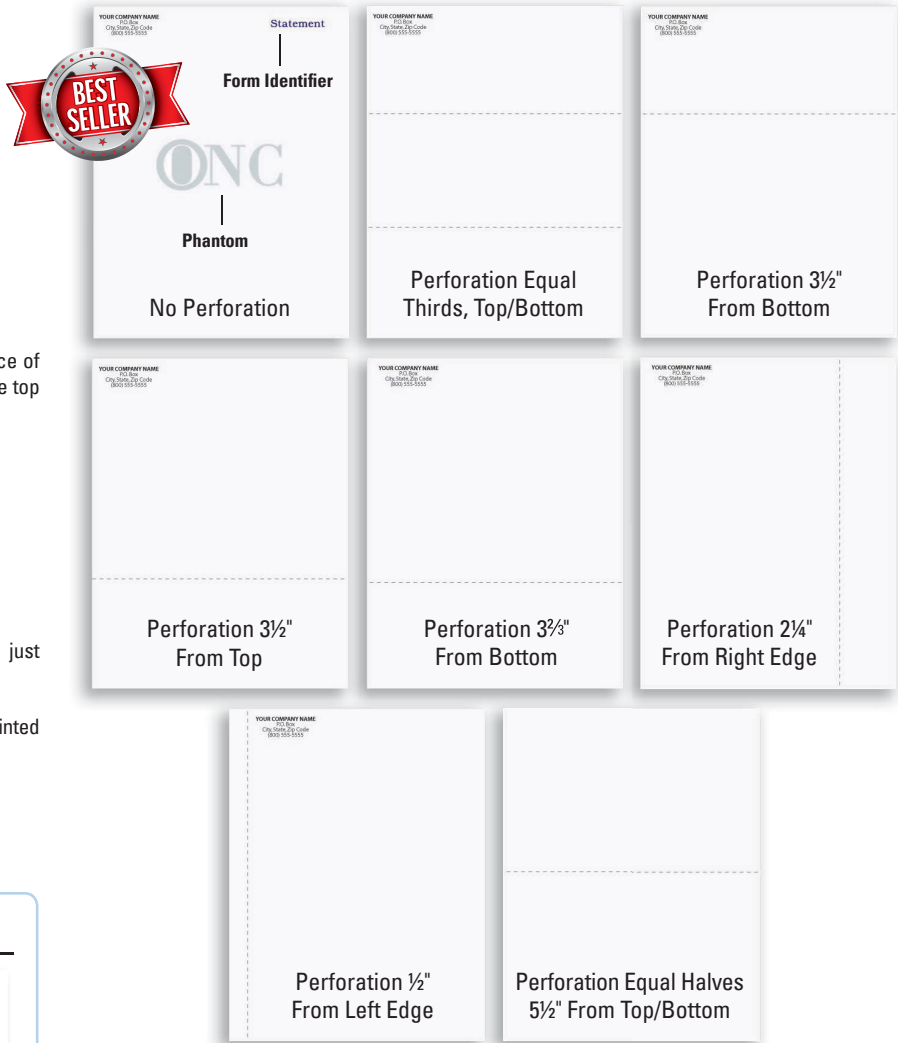 YOUR COMPANY NAME
P.O. Box
City, State, Zip Code
(800) 555-5555
Statement
Form Identifier
BEST
SELLER
ONC
Phantom
No Perforation
YOUR COMPANY NAME
P.O. Box
City, State, Zip Code
(800) 555-5555
Perforation Equal
Thirds, Top/Bottom
YOUR COMPANY NAME
P.O. Box
City, State, Zip Code
(800) 555-5555
Perforation 3½"
From Bottom
ce of
e top
YOUR COMPANY NAME
P.O. Box
City, State, Zip Code
(800) 555-5555
Perforation 3½"
From Top
YOUR COMPANY NAME
P.O. Box
City, State, Zip Code
(800) 555-5555
Perforation 3⅔"
From Bottom
YOUR COMPANY NAME
P.O. Box
City, State, Zip Code
(800) 555-5555
Perforation 2¼"
From Right Edge
just
inted
YOUR COMPANY NAME
P.O. Box
City, State, Zip Code
(800) 555-5555
Perforation ½"
From Left Edge
Perforation Equal Halves
5½" From Top/Bottom